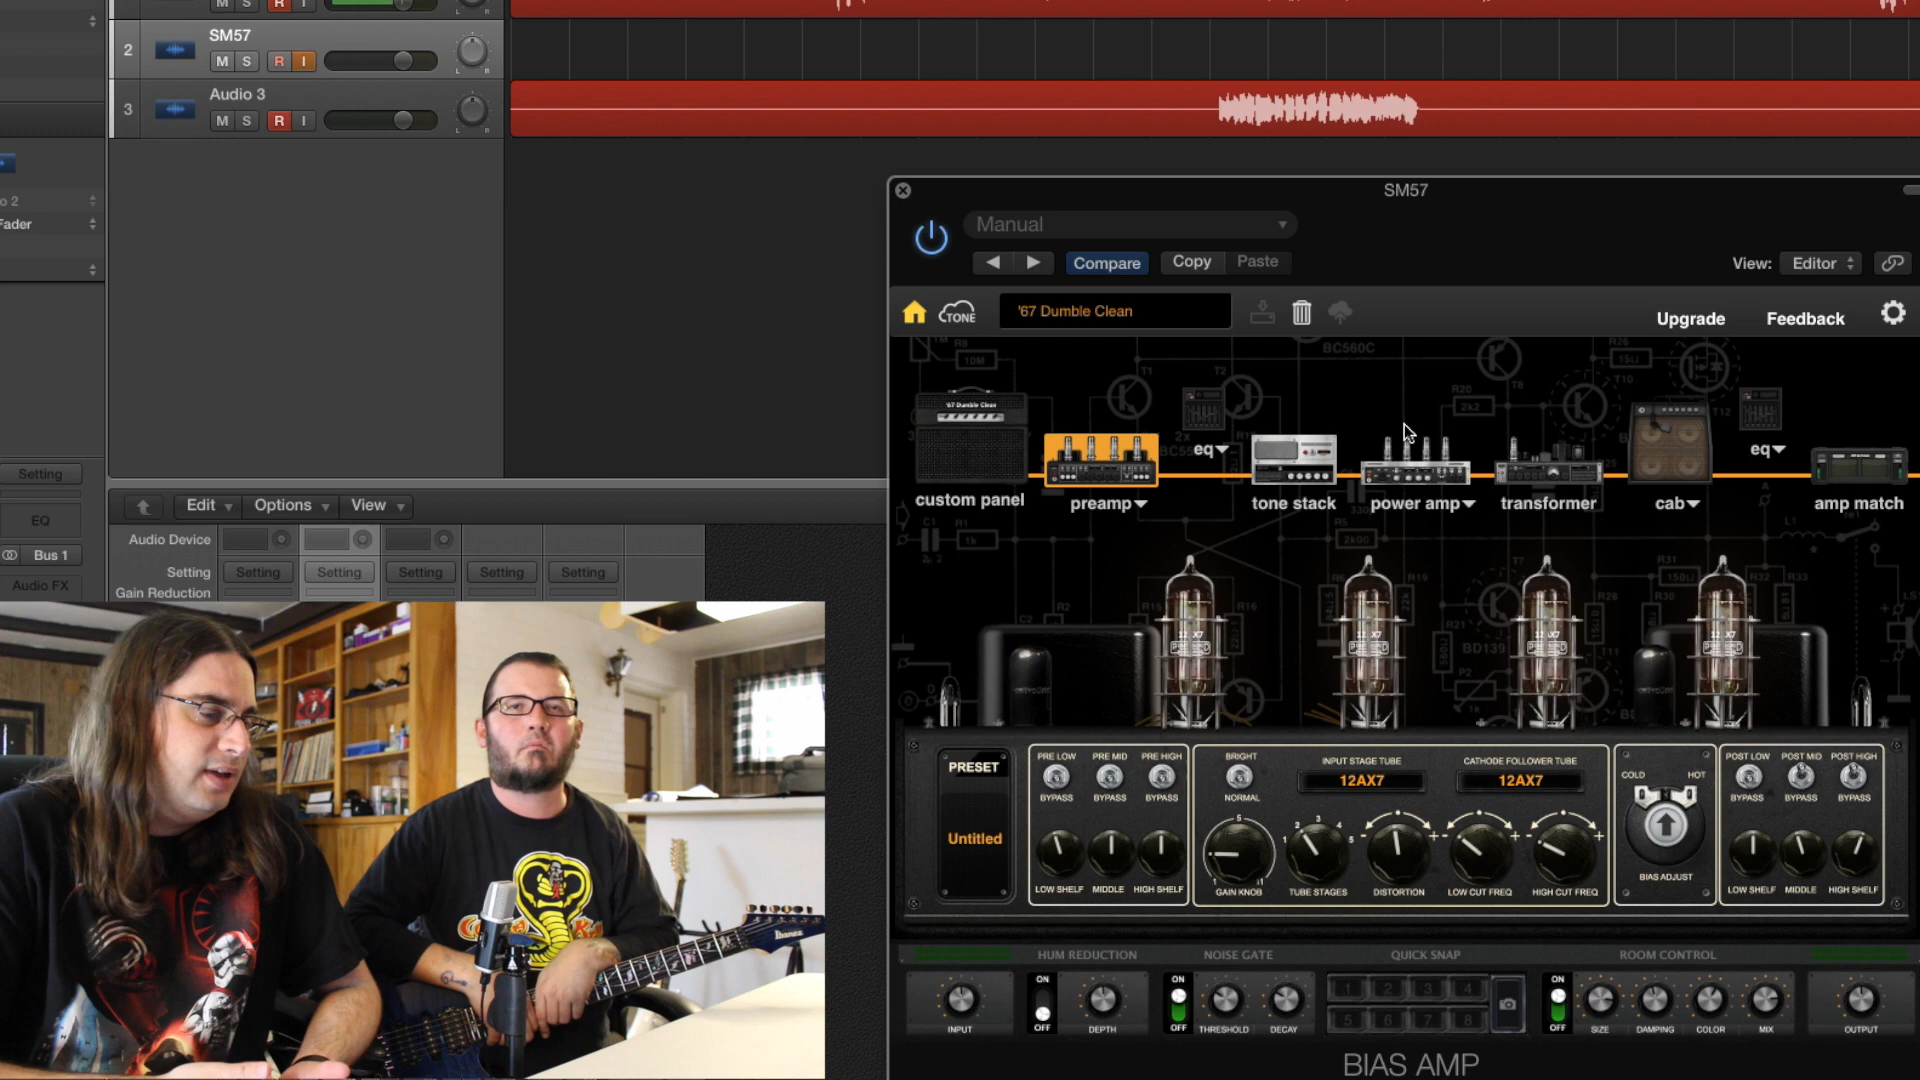 M S R I
L R
2 SM57
M S R I
L R
3 Audio 3
M S R I
L R
o 2
Fader
Setting
EQ
Bus 1
Audio FX
Edit Options View
Audio Device
Setting Setting Setting Setting Setting Setting
Gain Reduction
SM57
Manual
Compare Copy Paste
View: Editor
TONE '67 Dumble Clean
Upgrade Feedback
'67 Dumble Clean
custom panel preamp eq tone stack power amp transformer cab eq amp match
PRESET
Untitled
PRE LOW PRE MID PRE HIGH
BYPASS BYPASS BYPASS
LOW SHELF MIDDLE HIGH SHELF
BRIGHT
NORMAL
INPUT STAGE TUBE
12AX7
CATHODE FOLLOWER TUBE
12AX7
GAIN KNOB TUBE STAGES DISTORTION LOW CUT FREQ HIGH CUT FREQ
COLD HOT
BIAS ADJUST
POST LOW POST MID POST HIGH
BYPASS BYPASS BYPASS
LOW SHELF MIDDLE HIGH SHELF
HUM REDUCTION NOISE GATE QUICK SNAP ROOM CONTROL
INPUT
ON
OFF
DEPTH
ON
OFF
THRESHOLD DECAY
1 2 3 4
5 6 7 8
ON
OFF
SIZE DAMPING COLOR MIX
OUTPUT
BIAS AMP
Ibanez